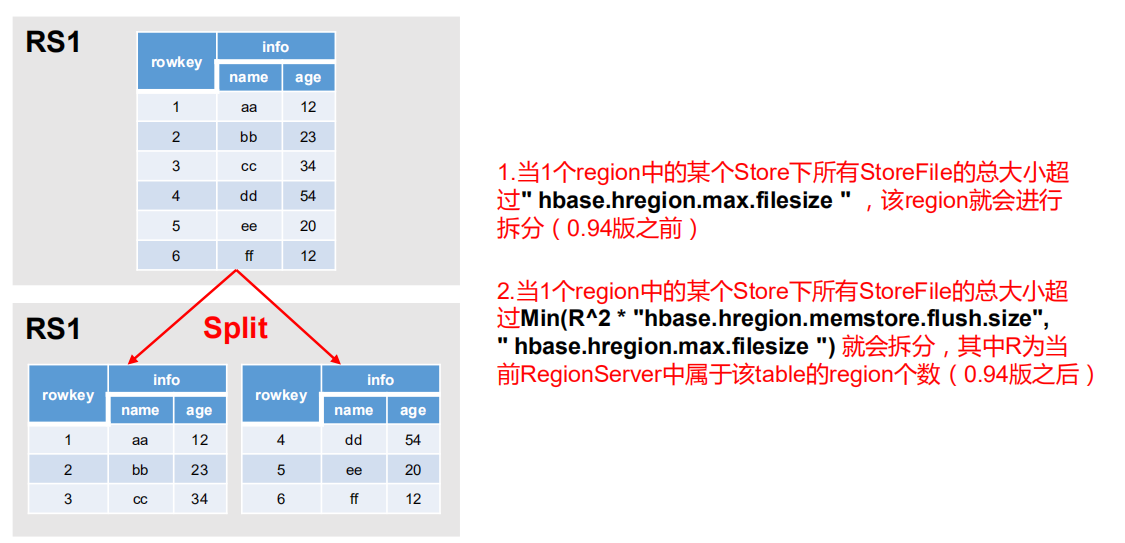 RS1
rowkey info
name age
1 aa 12
2 bb 23
3 cc 34
4 dd 54
5 ee 20
6 ff 12
RS1
Split
rowkey info
name age
1 aa 12
2 bb 23
3 cc 34
rowkey info
name age
4 dd 54
5 ee 20
6 ff 12
1.当1个region中的某个Store下所有StoreFile的总大小超
过" hbase.hregion.max.filesize " ，该region就会进行
拆分（0.94版之前）
2.当1个region中的某个Store下所有StoreFile的总大小超
过Min(R^2 * "hbase.hregion.memstore.flush.size",
" hbase.hregion.max.filesize ") 就会拆分，其中R为当
前RegionServer中属于该table的region个数（0.94版之后）